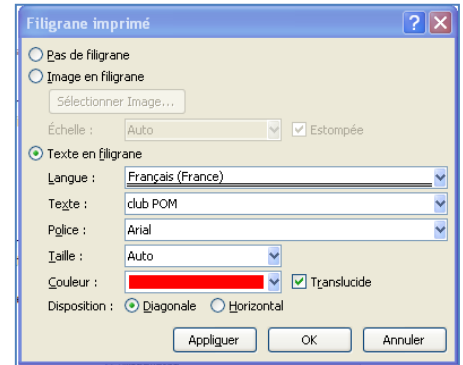 Filigrane imprimé
Pas de filigrane
Image en filigrane
Sélectionner Image...
Échelle : Auto Estompée
Texte en filigrane
Langue : Français (France)
Texte : club POM
Police : Arial
Taille : Auto
Couleur : Translucide
Disposition : Diagonale Horizontal
Appliquer OK Annuler